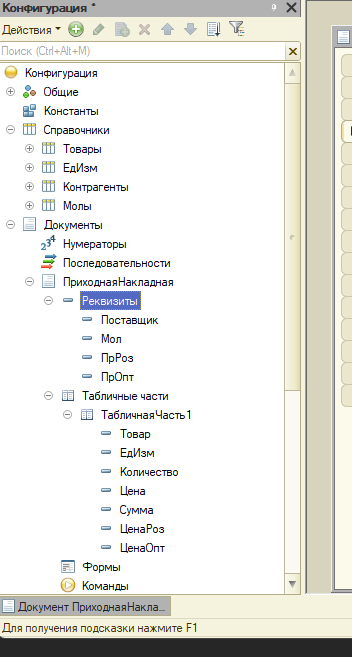 Конфигурация *
Действия
Поиск (Ctrl+Alt+M)
Конфигурация
Общие
Константы
Справочники
Товары
ЕдИзм
Контрагенты
Молы
Документы
Нумераторы
Последовательности
ПриходнаяНакладная
Реквизиты
Поставщик
Мол
ПрРоз
ПрОпт
Табличные части
ТабличнаяЧасть1
Товар
ЕдИзм
Количество
Цена
Сумма
ЦенаРоз
ЦенаОпт
Формы
Команды
Документ ПриходнаяНакла...
Для получения подсказки нажмите F1